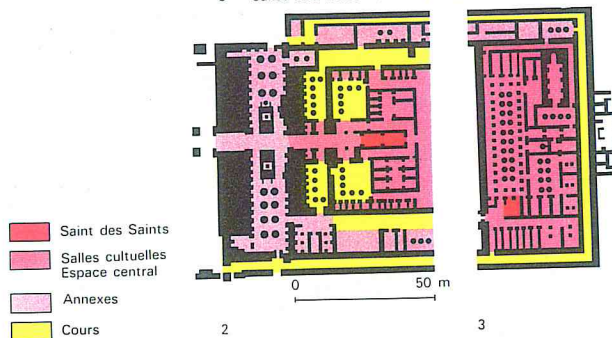 Saint des Saints
Salles cultuelles
Espace central
Annexes
Cours
0 50 m
2
3